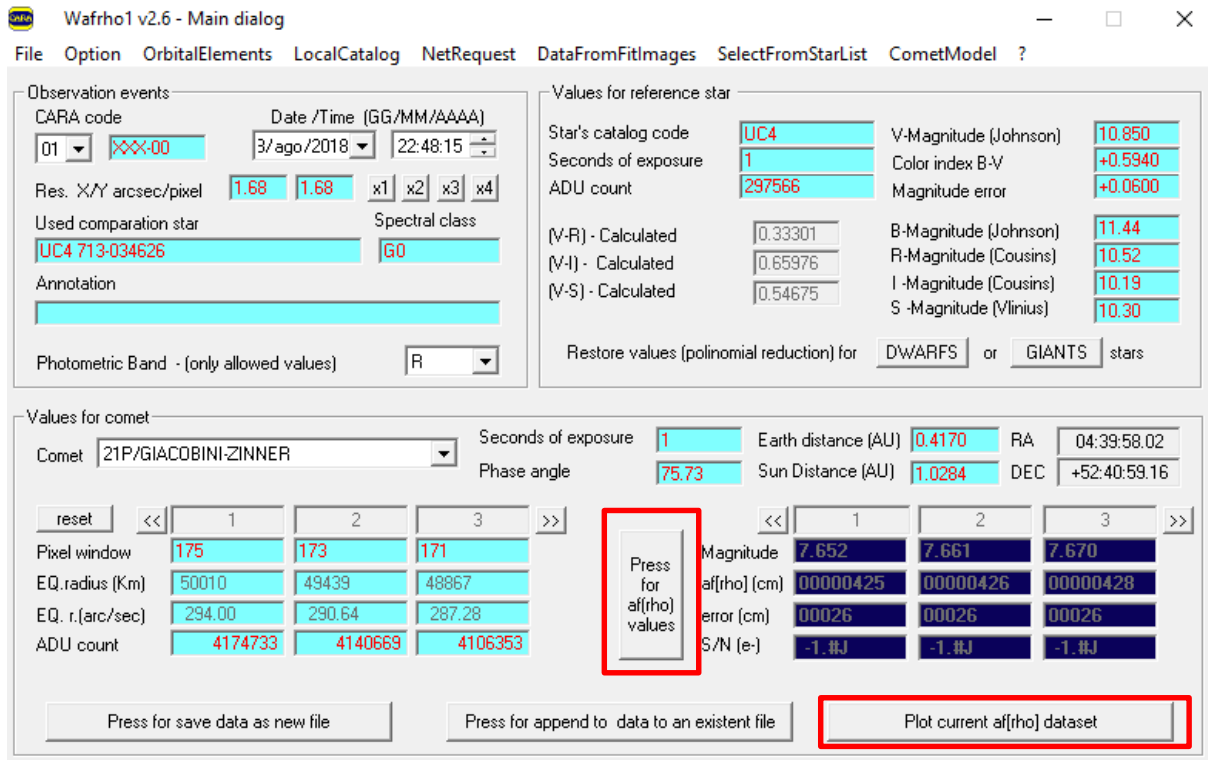 CARA Wafrho1 v2.6 - Main dialog
File Option OrbitalElements LocalCatalog NetRequest DataFromFitImages SelectFromStarList CometModel ?
Observation events
CARA code Date /Time (GG/MM/AAAA)
01 XXX-00 3/ago/2018 22:48:15
Res. X/Y arcsec/pixel 1.68 1.68 x1 x2 x3 x4
Used comparation star Spectral class
UC4 713-034626 G0
Annotation
Photometric Band - (only allowed values) R
Values for reference star
Star's catalog code UC4 V-Magnitude (Johnson) 10.850
Seconds of exposure 1 Color index B-V +0.5940
ADU count 297566 Magnitude error +0.0600
(V-R) - Calculated 0.33301 B-Magnitude (Johnson) 11.44
(V-I) - Calculated 0.65976 R-Magnitude (Cousins) 10.52
(V-S) - Calculated 0.54675 I -Magnitude (Cousins) 10.19
S -Magnitude (Vlinius) 10.30
Restore values (polinomial reduction) for DWARFS or GIANTS stars
Values for comet
Comet 21P/GIACOBINI-ZINNER Seconds of exposure 1 Earth distance (AU) 0.4170 RA 04:39:58.02
Phase angle 75.73 Sun Distance (AU) 1.0284 DEC +52:40:59.16
reset << 1 2 3 >> << 1 2 3 >>
Pixel window 175 173 171
EQ.radius (Km) 50010 49439 48867
EQ. r.(arc/sec) 294.00 290.64 287.28
ADU count 4174733 4140669 4106353
Press
for
af(rho)
values
Magnitude 7.652 7.661 7.670
af[rho] (cm) 00000425 00000426 00000428
error (cm) 00026 00026 00026
S/N (e-) -1.#J -1.#J -1.#J
Press for save data as new file Press for append to data to an existent file Plot current af[rho] dataset